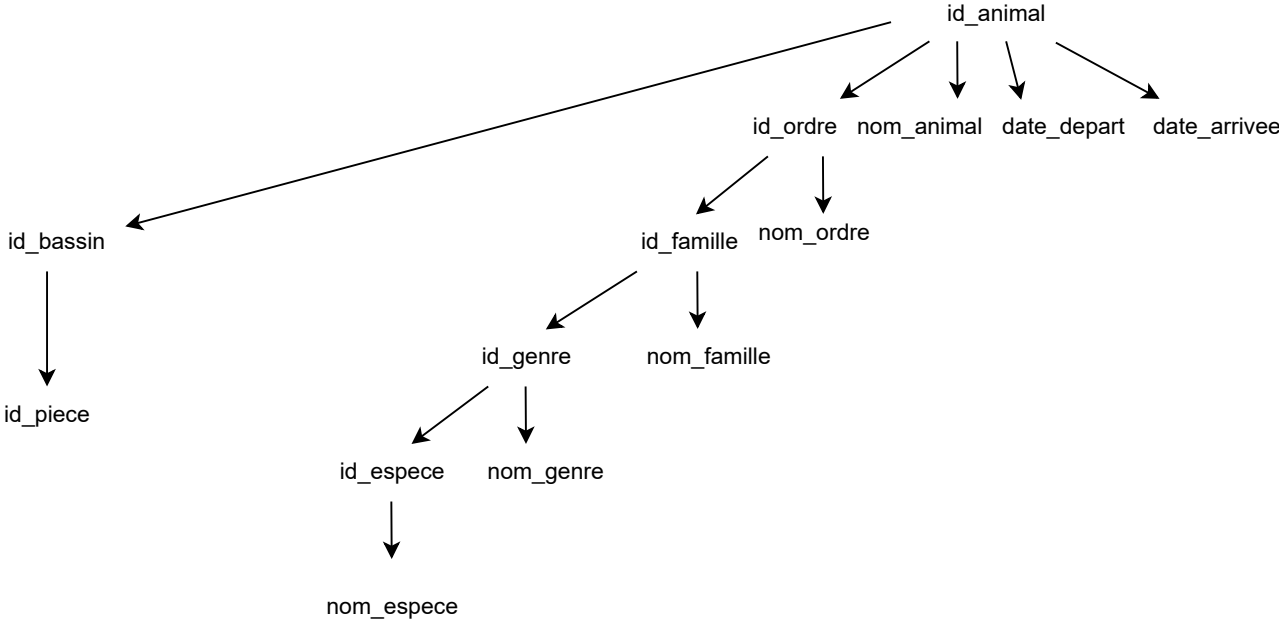 id_animal
id_ordre nom_animal date_depart date_arrivee
id_bassin id_famille nom_ordre
id_genre nom_famille
id_piece
id_espece nom_genre
nom_espece